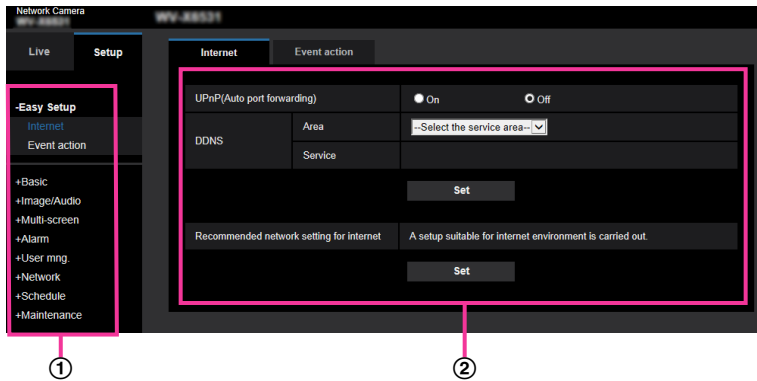 Network Camera
WV-X6531
Live
Setup
-Easy Setup
Internet
Event action
+Basic
+Image/Audio
+Multi-screen
+Alarm
+User mng.
+Network
+Schedule
+Maintenance
Internet
Event action
UPnP(Auto port forwarding)
On
Off
DDNS
Area
--Select the service area--
Service
Set
Recommended network setting for internet
A setup suitable for internet environment is carried out.
Set
①
②